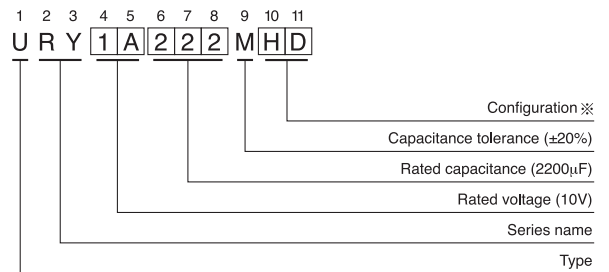 1 2 3 4 5 6 7 8 9 10 11
U R Y 1 A 2 2 2 M H D
Configuration ※
Capacitance tolerance (±20%)
Rated capacitance (2200µF)
Rated voltage (10V)
Series name
Type